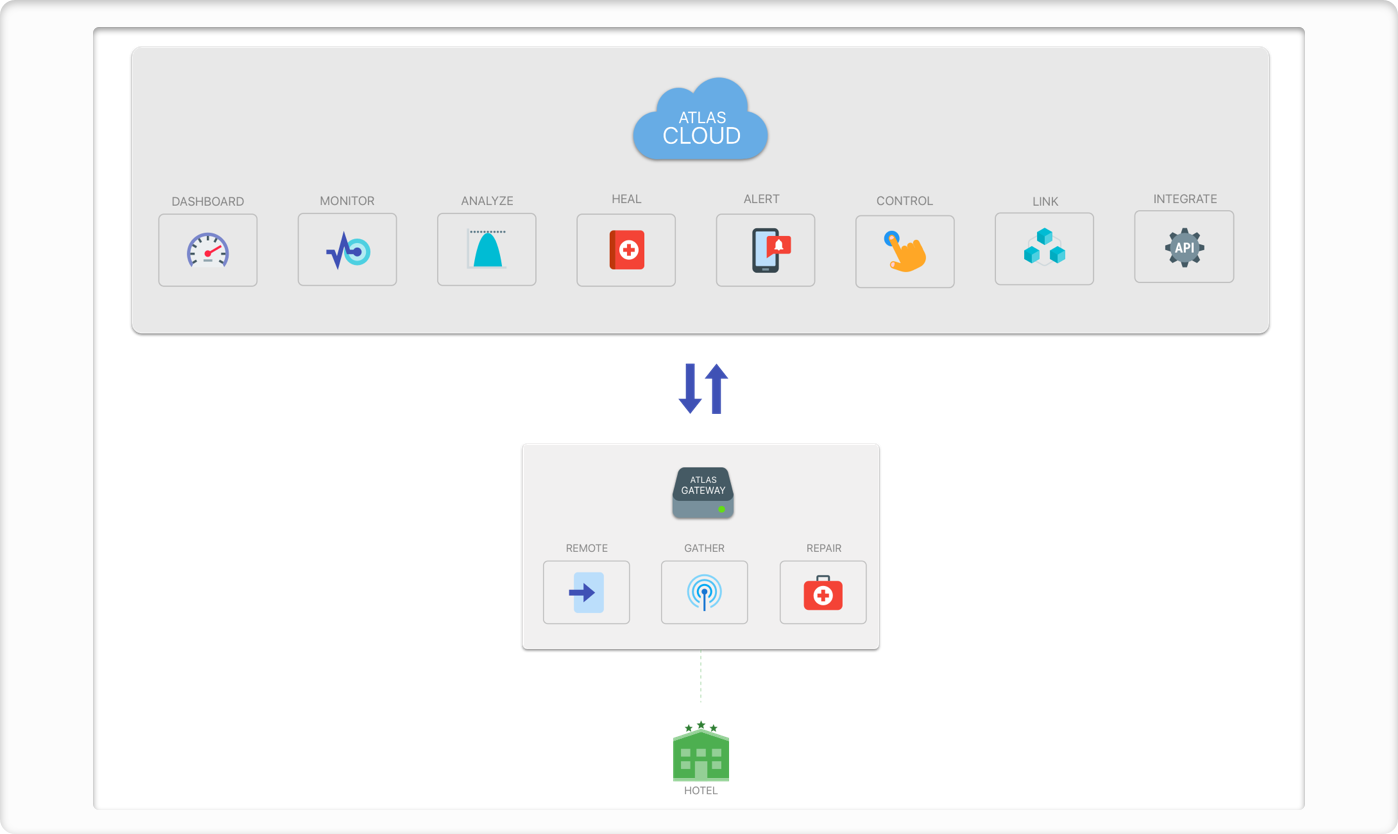 ATLAS
CLOUD
DASHBOARD
MONITOR
ANALYZE
HEAL
ALERT
CONTROL
LINK
INTEGRATE
API
ATLAS
GATEWAY
REMOTE
GATHER
REPAIR
HOTEL